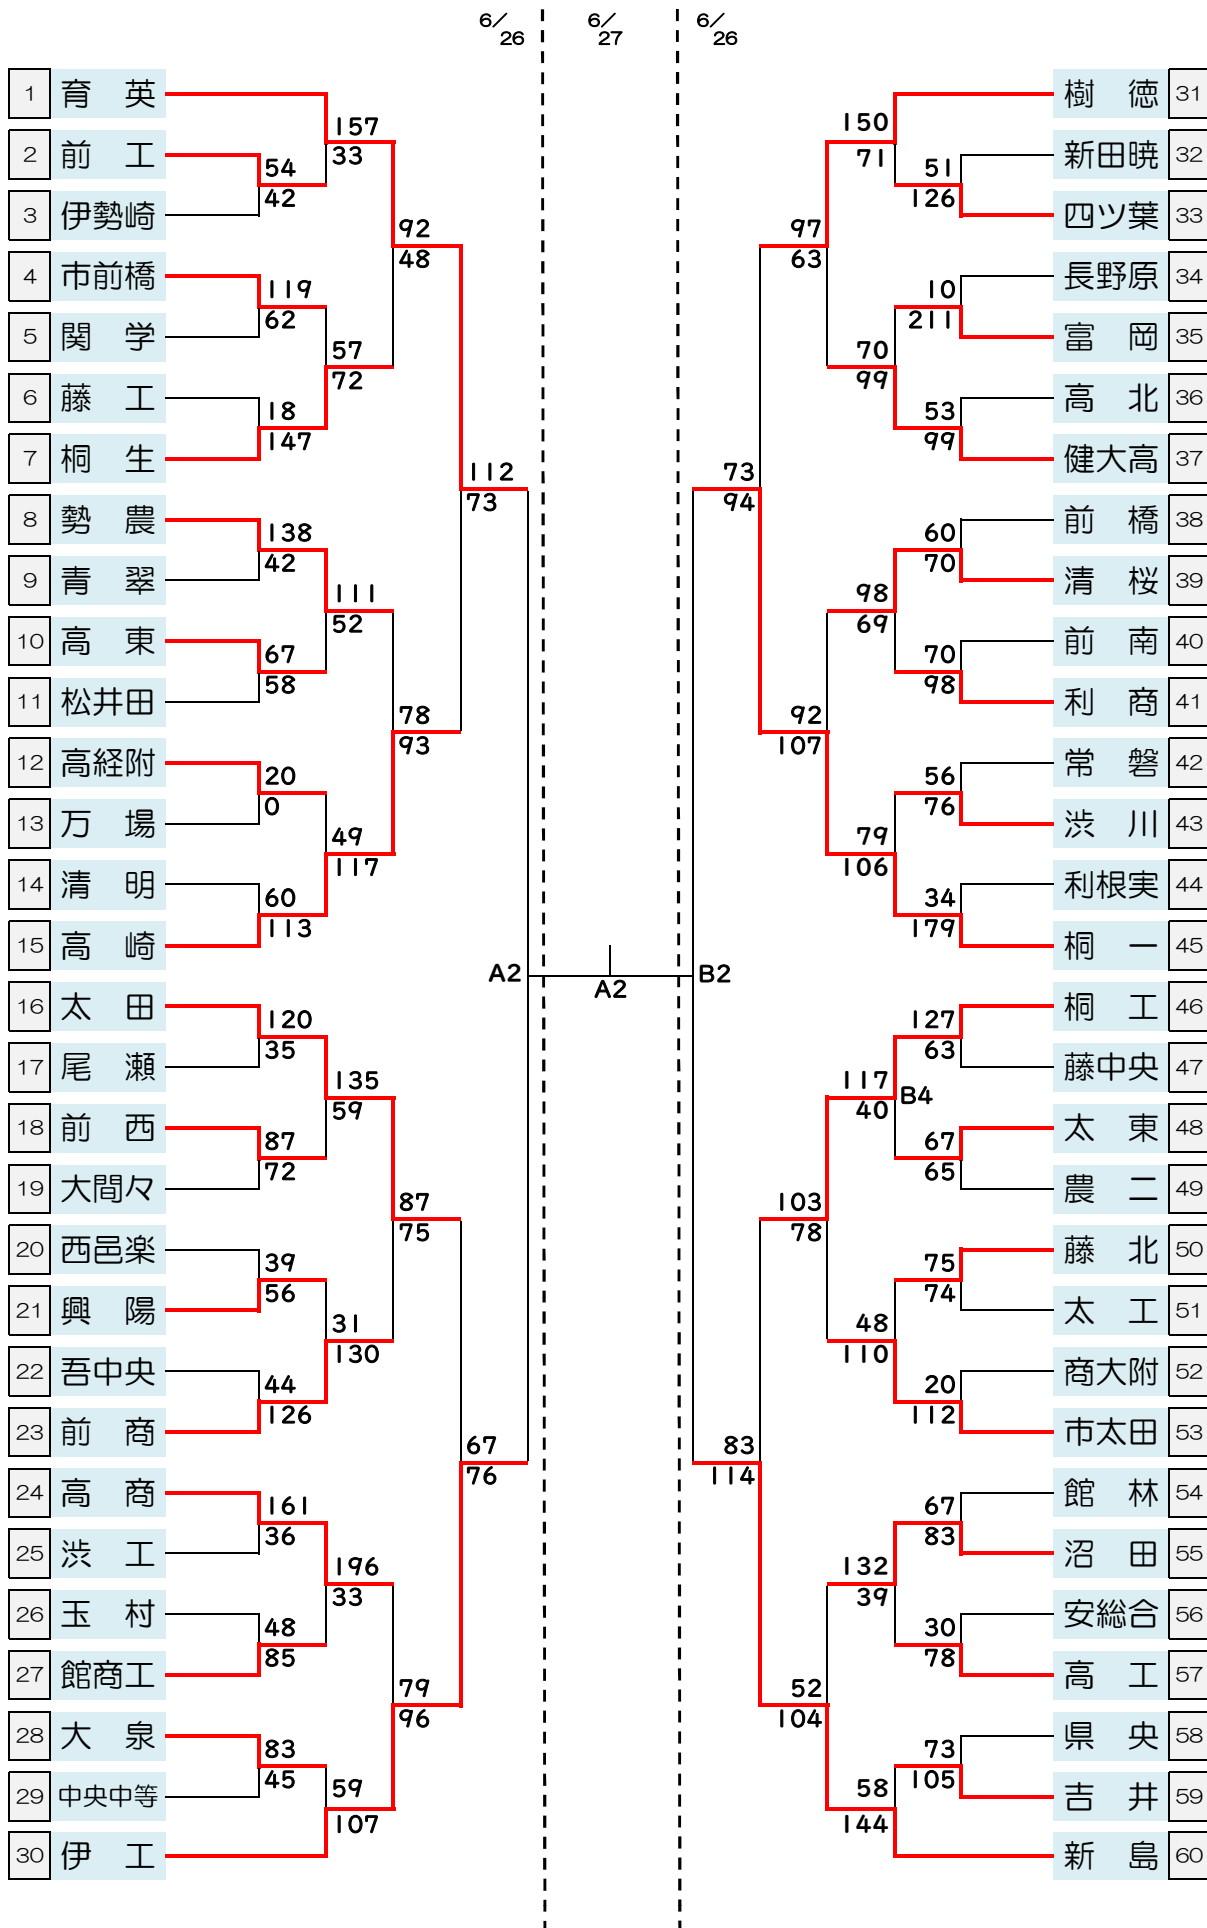 6/26
6/27
6/26
1 育 英
2 前 工
3 伊勢崎
4 市前橋
5 関 学
6 藤 工
7 桐 生
8 勢 農
9 青 翠
10 高 東
11 松井田
12 高経附
13 万 場
14 清 明
15 高 崎
16 太 田
17 尾 瀬
18 前 西
19 大間々
20 西邑楽
21 興 陽
22 吾中央
23 前 商
24 高 商
25 渋 工
26 玉 村
27 館商工
28 大 泉
29 中央中等
30 伊 工
54
42
119
62
18
147
138
42
67
58
20
0
60
113
120
35
87
72
39
56
44
126
161
36
48
85
83
45
157
33
57
72
111
52
49
117
135
59
31
130
196
33
59
107
92
48
78
93
87
75
79
96
112
73
67
76
A2
A2
B2
73
94
83
114
97
63
92
107
103
78
52
104
150
71
70
99
98
69
79
106
117
40
B4
48
110
132
39
58
144
51
126
10
211
53
99
60
70
70
98
56
76
34
179
127
63
67
65
75
74
20
112
67
83
30
78
73
105
樹 徳 31
新田暁 32
四ツ葉 33
長野原 34
富 岡 35
高 北 36
健大高 37
前 橋 38
清 桜 39
前 南 40
利 商 41
常 磐 42
渋 川 43
利根実 44
桐 一 45
桐 工 46
藤中央 47
太 東 48
農 二 49
藤 北 50
太 工 51
商大附 52
市太田 53
館 林 54
沼 田 55
安総合 56
高 工 57
県 央 58
吉 井 59
新 島 60